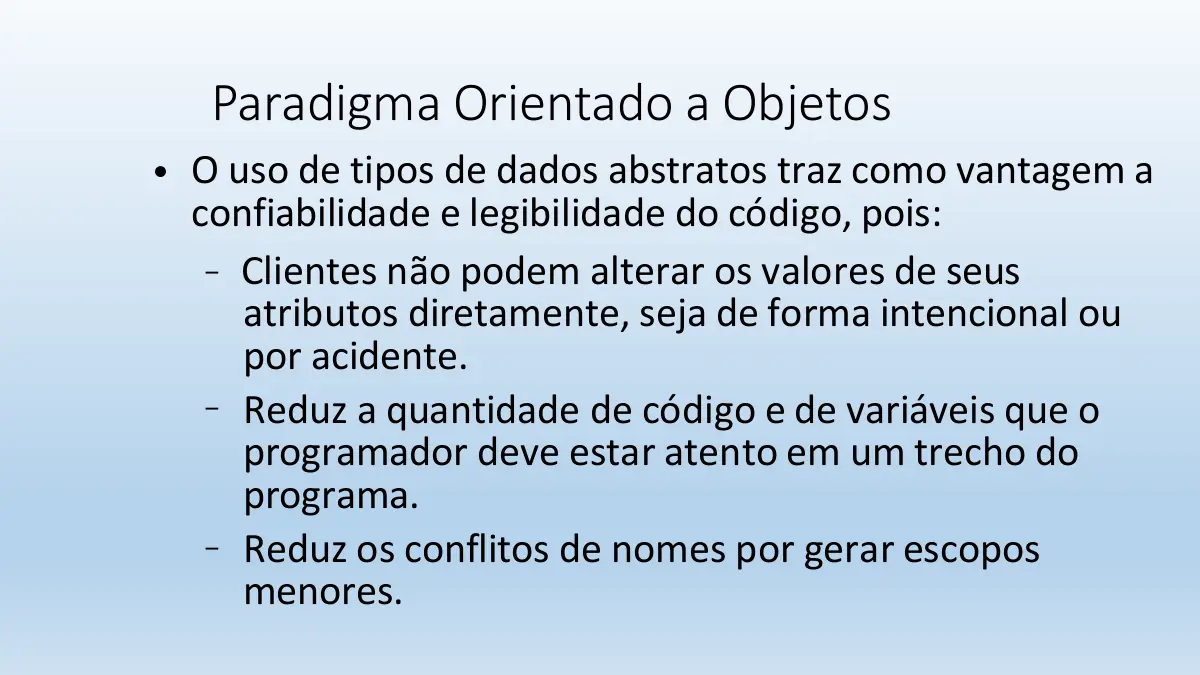 Paradigma Orientado a Objetos
• O uso de tipos de dados abstratos traz como vantagem a
confiabilidade e legibilidade do código, pois:
– Clientes não podem alterar os valores de seus
atributos diretamente, seja de forma intencional ou
por acidente.
– Reduz a quantidade de código e de variáveis que o
programador deve estar atento em um trecho do
programa.
– Reduz os conflitos de nomes por gerar escopos
menores.